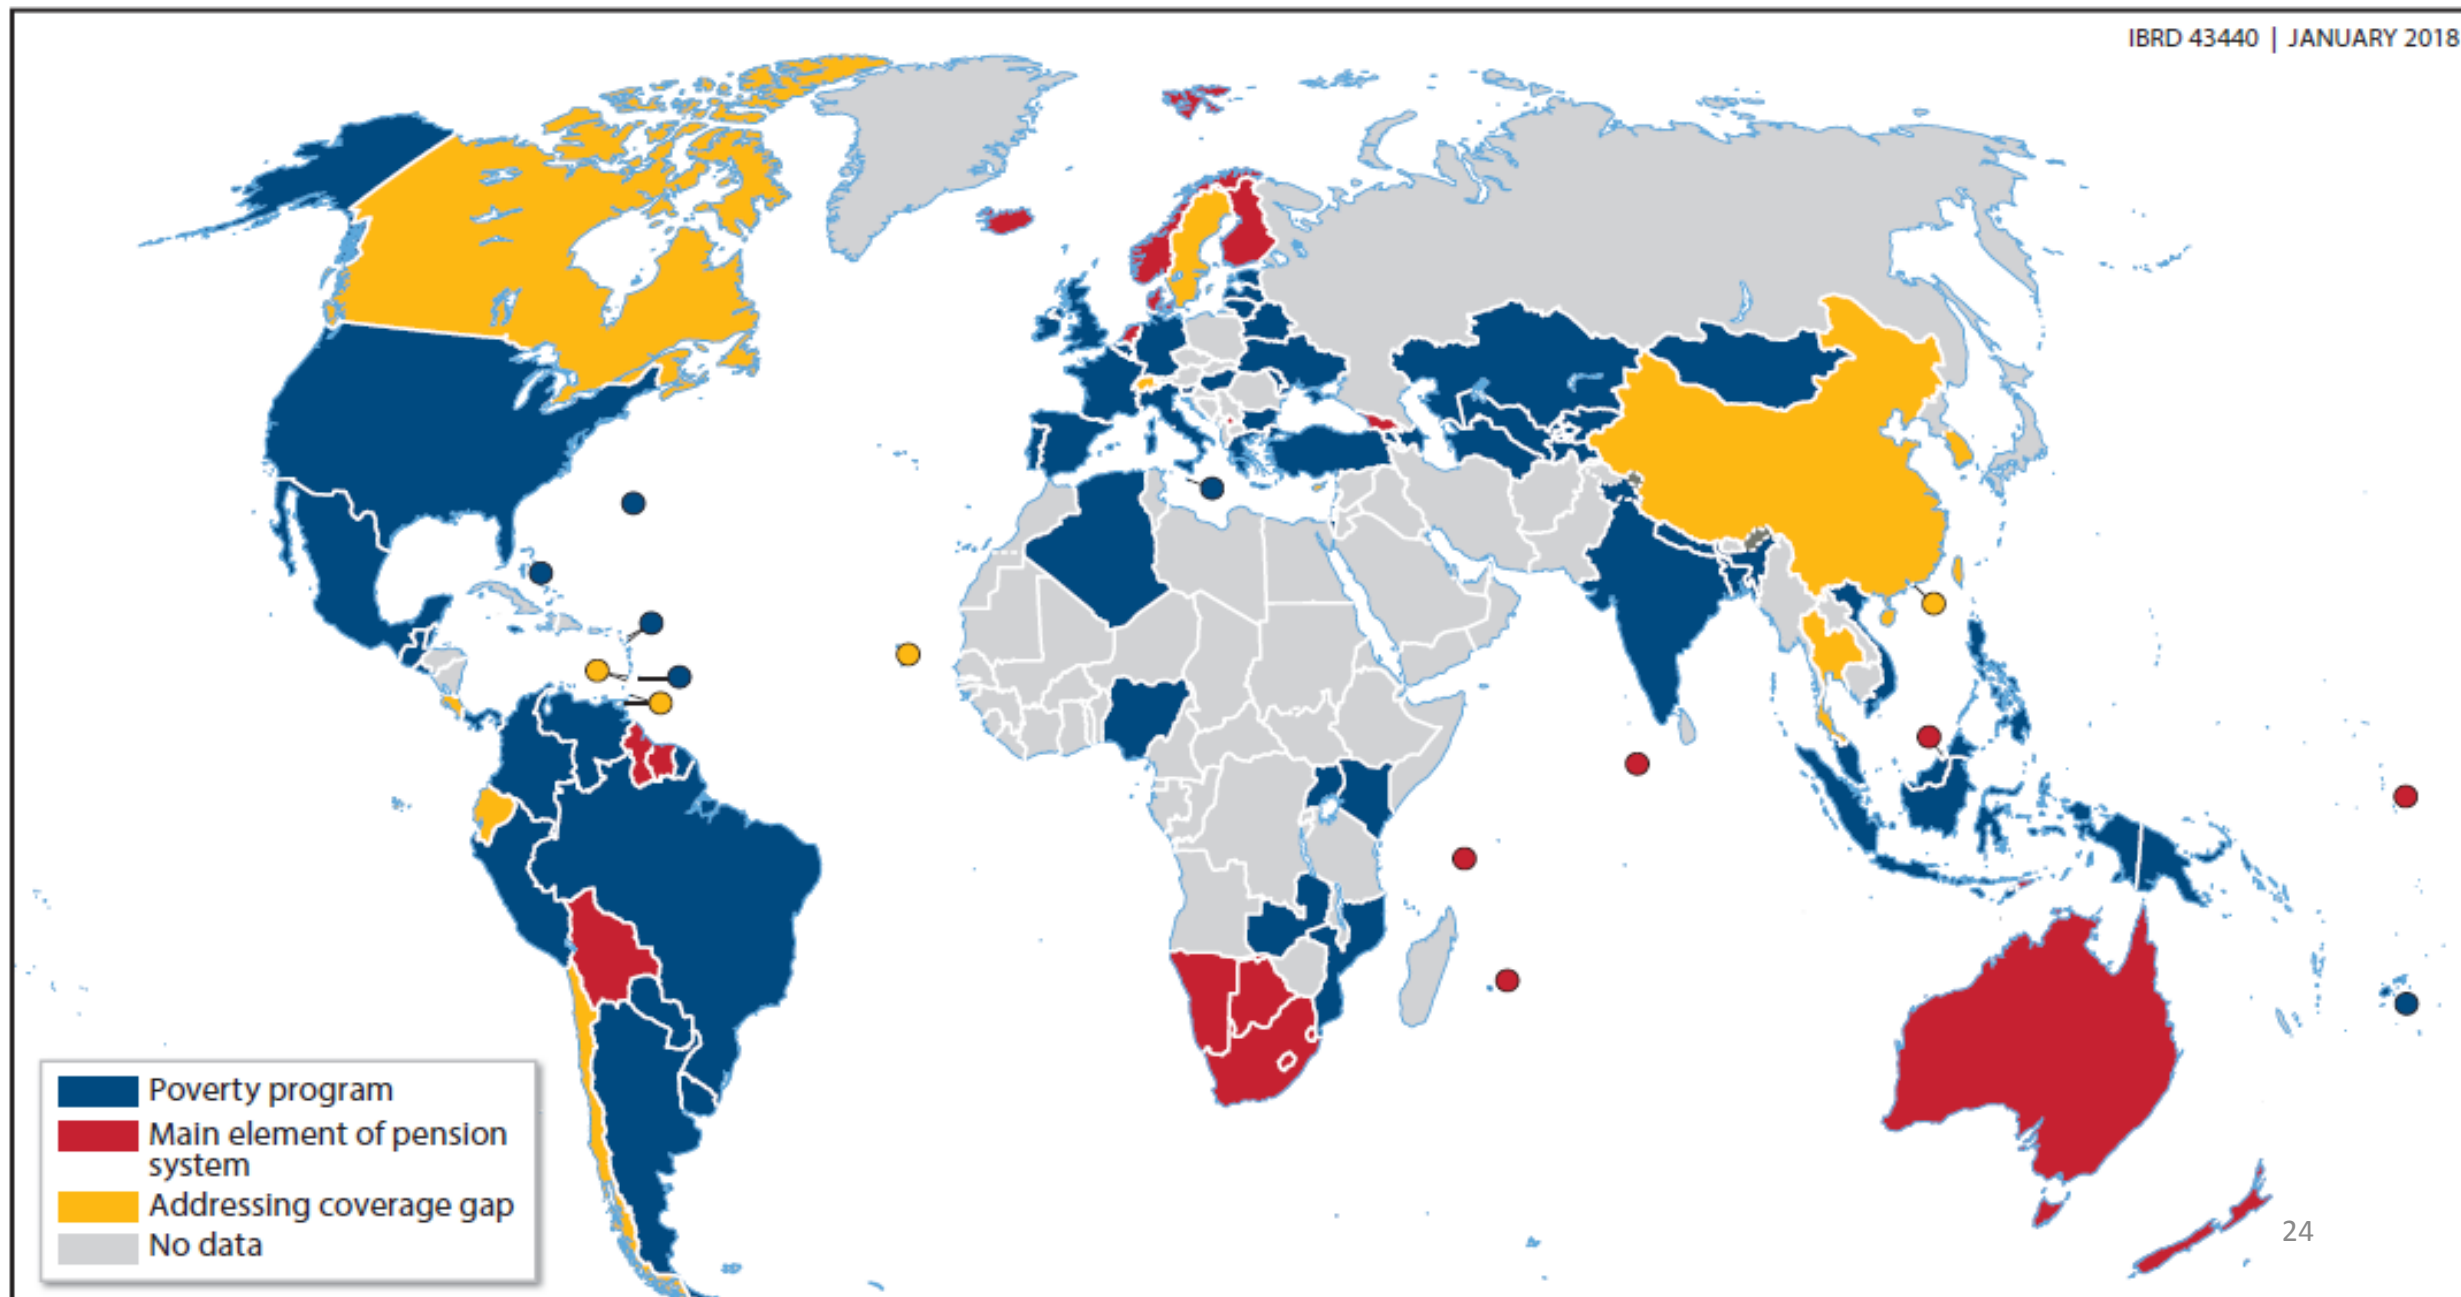 IBRD 43440 | JANUARY 2018
Poverty program
Main element of pension
system
Addressing coverage gap
No data
24